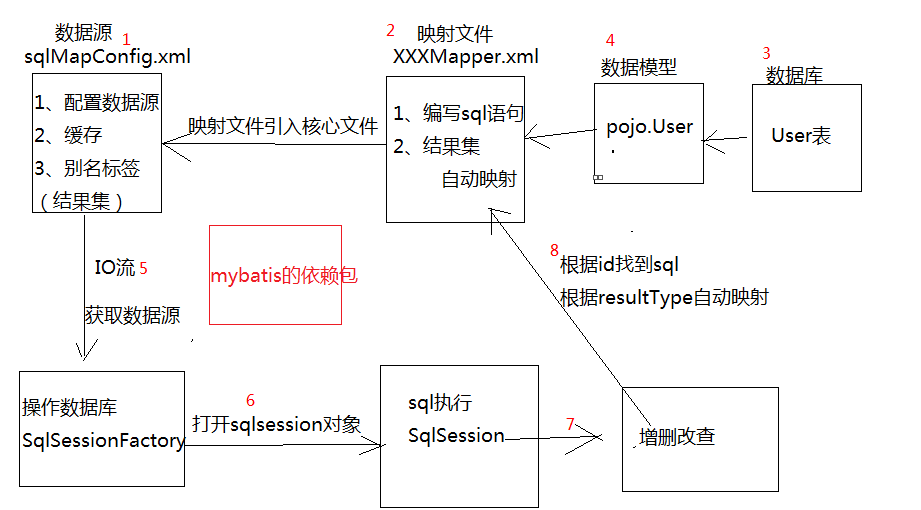 数据源
1
sqlMapConfig.xml
1、配置数据源
2、缓存
3、别名标签
（结果集）
映射文件引入核心文件
2
映射文件
XXXMapper.xml
1、编写sql语句
2、结果集
自动映射
4
数据模型
pojo.User
3
数据库
User表
IO流 5
获取数据源
mybatis的依赖包
8
根据id找到sql
根据resultType自动映射
操作数据库
SqlSessionFactory
6
打开sqlsession对象
sql执行
SqlSession
7
增删改查